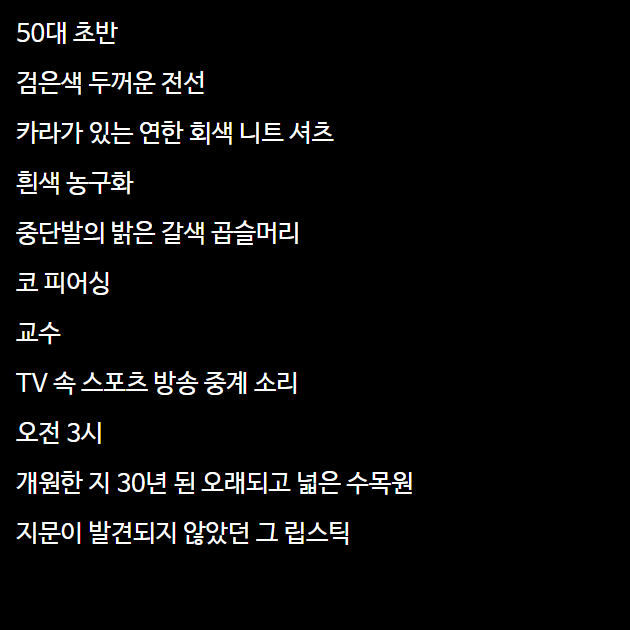 50대 초반
검은색 두꺼운 전선
카라가 있는 연한 회색 니트 셔츠
흰색 농구화
중단발의 밝은 갈색 곱슬머리
코 피어싱
교수
TV 속 스포츠 방송 중계 소리
오전 3시
개원한 지 30년 된 오래되고 넓은 수목원
지문이 발견되지 않았던 그 립스틱